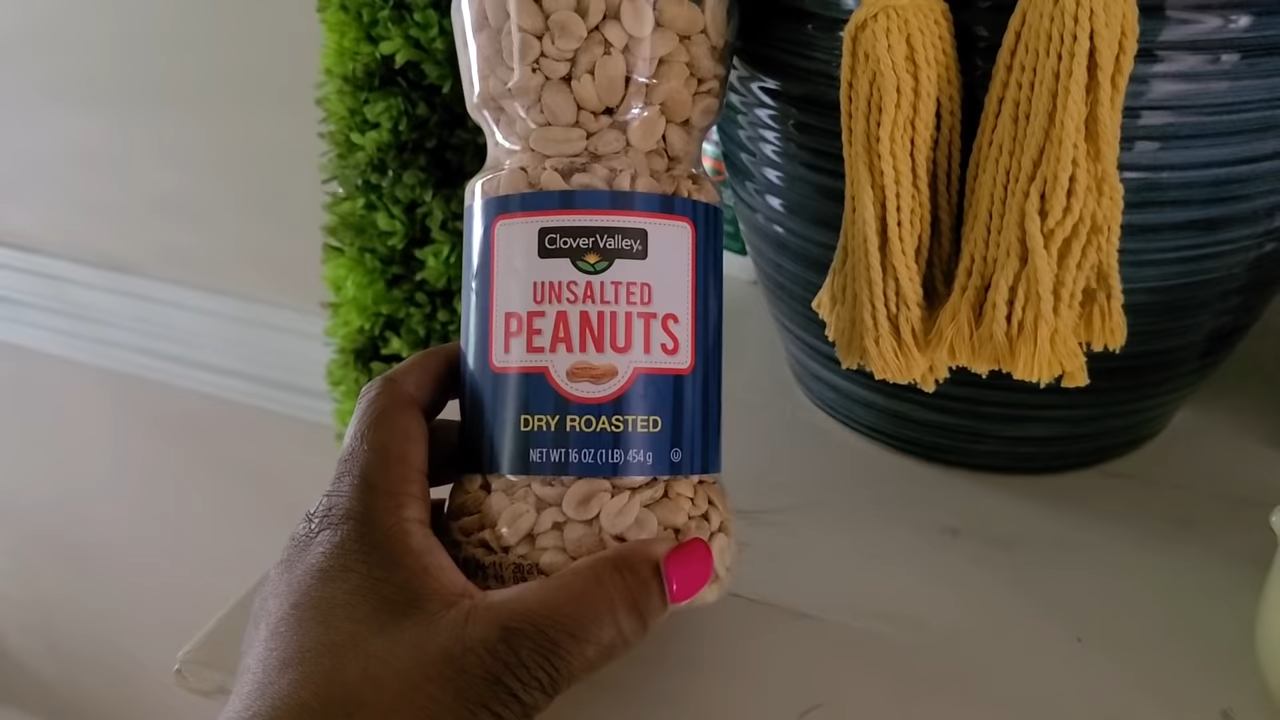 Clover Valley®
UNSALTED
PEANUTS
DRY ROASTED
NET WT 16 OZ (1 LB) 454 g Ⓤ